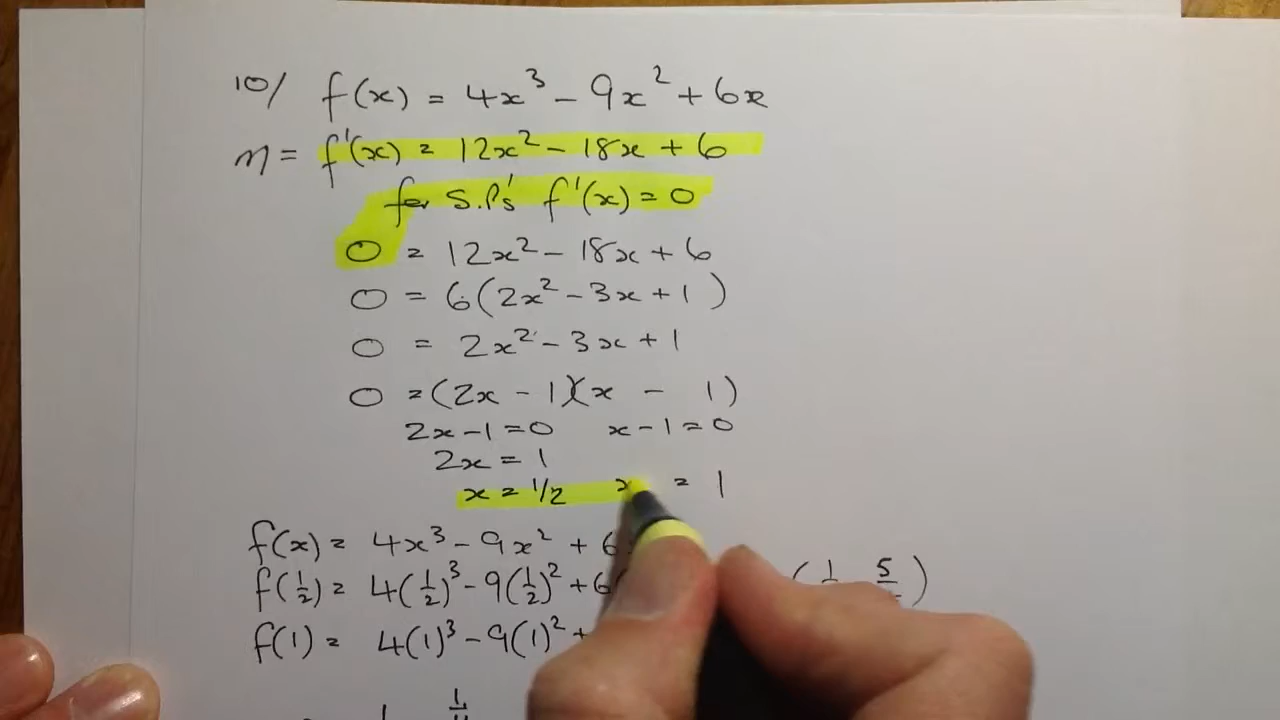 10/ f(x) = 4x³ - 9x² + 6x
m = f'(x) = 12x² - 18x + 6
for S.P's' f'(x) = 0
0 = 12x² - 18x + 6
0 = 6(2x² - 3x + 1)
0 = 2x² - 3x + 1
0 = (2x - 1)(x - 1)
2x - 1 = 0 x - 1 = 0
2x = 1
x = 1/2 x = 1
f(x) = 4x³ - 9x² + 6
f(1/2) = 4(1/2)³ - 9(1/2)² + 6( (1 5 )
f(1) = 4(1)³ - 9(1)² +